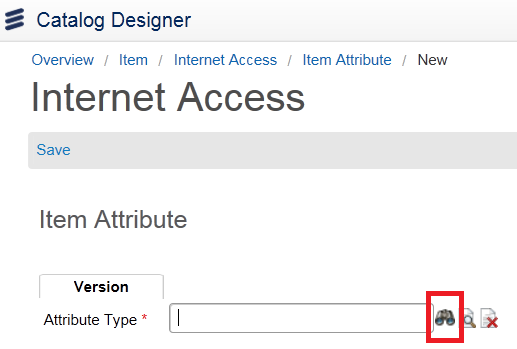 Catalog Designer
Overview / Item / Internet Access / Item Attribute / New
Internet Access
Save
Item Attribute
Version
Attribute Type *